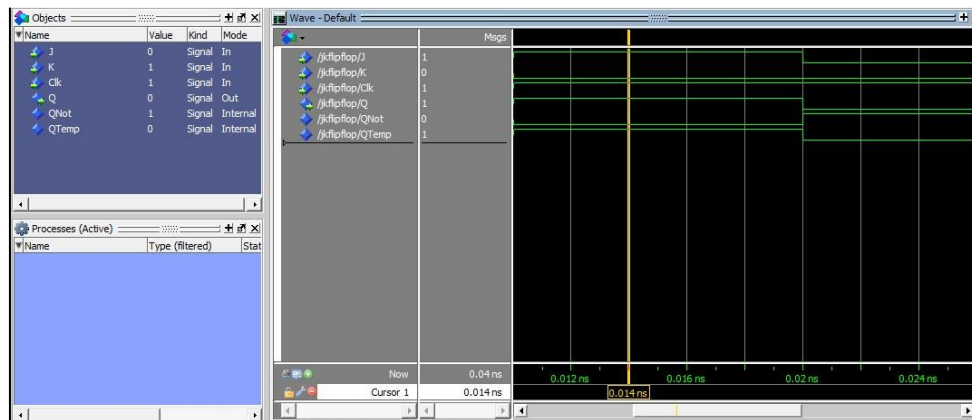 Objects
Name Value Kind Mode
J 0 Signal In
K 1 Signal In
Clk 1 Signal In
Q 0 Signal Out
QNot 1 Signal Internal
QTemp 0 Signal Internal
Processes (Active)
Name Type (filtered) Stat
Wave - Default
Msgs
/jkflipflop/J 1
/jkflipflop/K 0
/jkflipflop/Clk 1
/jkflipflop/Q 1
/jkflipflop/QNot 0
/jkflipflop/QTemp 1
Now 0.04 ns
Cursor 1 0.014 ns
0.012 ns 0.016 ns 0.02 ns 0.024 ns
0.014 ns